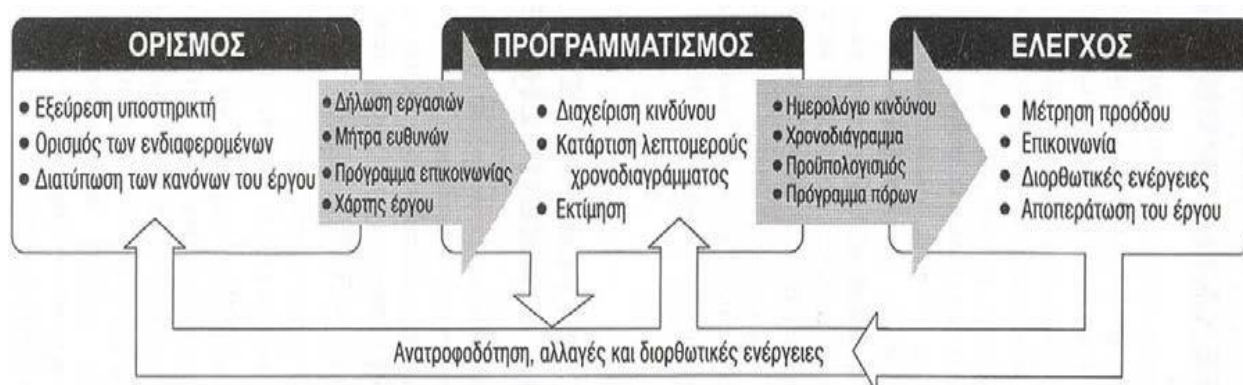 ΟΡΙΣΜΟΣ
• Εξεύρεση υποστηρικτή
• Ορισμός των ενδιαφερομένων
• Διατύπωση των κανόνων του έργου
• Δήλωση εργασιών
• Μήτρα ευθυνών
• Πρόγραμμα επικοινωνίας
• Χάρτης έργου
ΠΡΟΓΡΑΜΜΑΤΙΣΜΟΣ
• Διαχείριση κινδύνου
• Κατάρτιση λεπτομερούς
χρονοδιαγράμματος
• Εκτίμηση
• Ημερολόγιο κινδύνου
• Χρονοδιάγραμμα
• Προϋπολογισμός
• Πρόγραμμα πόρων
ΕΛΕΓΧΟΣ
• Μέτρηση προόδου
• Επικοινωνία
• Διορθωτικές ενέργειες
• Αποπεράτωση του έργου
Ανατροφοδότηση, αλλαγές και διορθωτικές ενέργειες